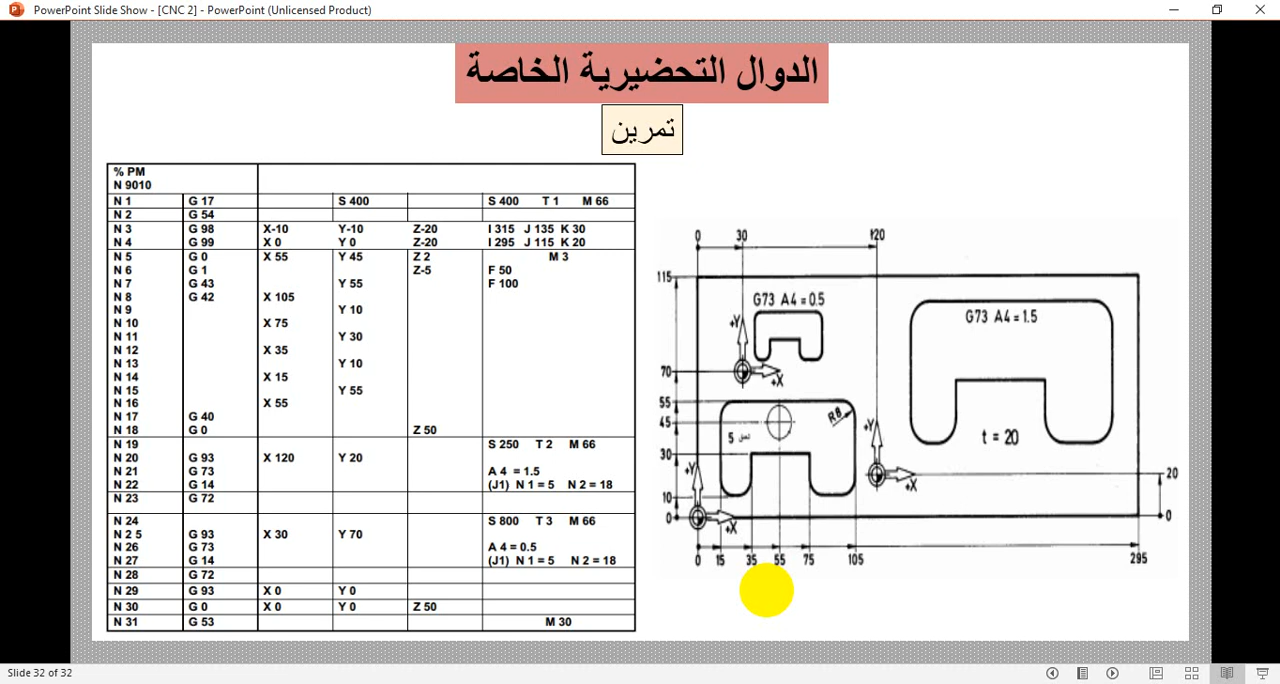 PowerPoint Slide Show - [CNC 2] - PowerPoint (Unlicensed Product)
الدوال التحضيرية الخاصة
تمرين
% PM
N 9010
N 1 G 17 S 400 S 400 T 1 M 66
N 2 G 54
N 3 G 98 X-10 Y-10 Z-20 I 315 J 135 K 30
N 4 G 99 X 0 Y 0 Z-20 I 295 J 115 K 20
N 5 G 0 X 55 Y 45 Z 2 M 3
N 6 G 1 Z-5 F 50
N 7 G 43 Y 55 F 100
N 8 G 42 X 105
N 9 Y 10
N 10 X 75
N 11 Y 30
N 12 X 35
N 13 Y 10
N 14 X 15
N 15 Y 55
N 16 X 55
N 17 G 40
N 18 G 0 Z 50
N 19 S 250 T 2 M 66
N 20 G 93 X 120 Y 20
N 21 G 73 A 4 = 1.5
N 22 G 14 (J1) N 1 = 5 N 2 = 18
N 23 G 72
N 24 S 800 T 3 M 66
N 2 5 G 93 X 30 Y 70
N 26 G 73 A 4 = 0.5
N 27 G 14 (J1) N 1 = 5 N 2 = 18
N 28 G 72
N 29 G 93 X 0 Y 0
N 30 G 0 X 0 Y 0 Z 50
N 31 G 53 M 30
0 30 120
115
G73 A4 = 0.5
G73 A4 = 1.5
+Y
70
+X
55
R8
45
+Y
عمق 5
t = 20
30
+Y
20
+X
10
0
+X
0
0 15 35 55 75 105 295
Slide 32 of 32